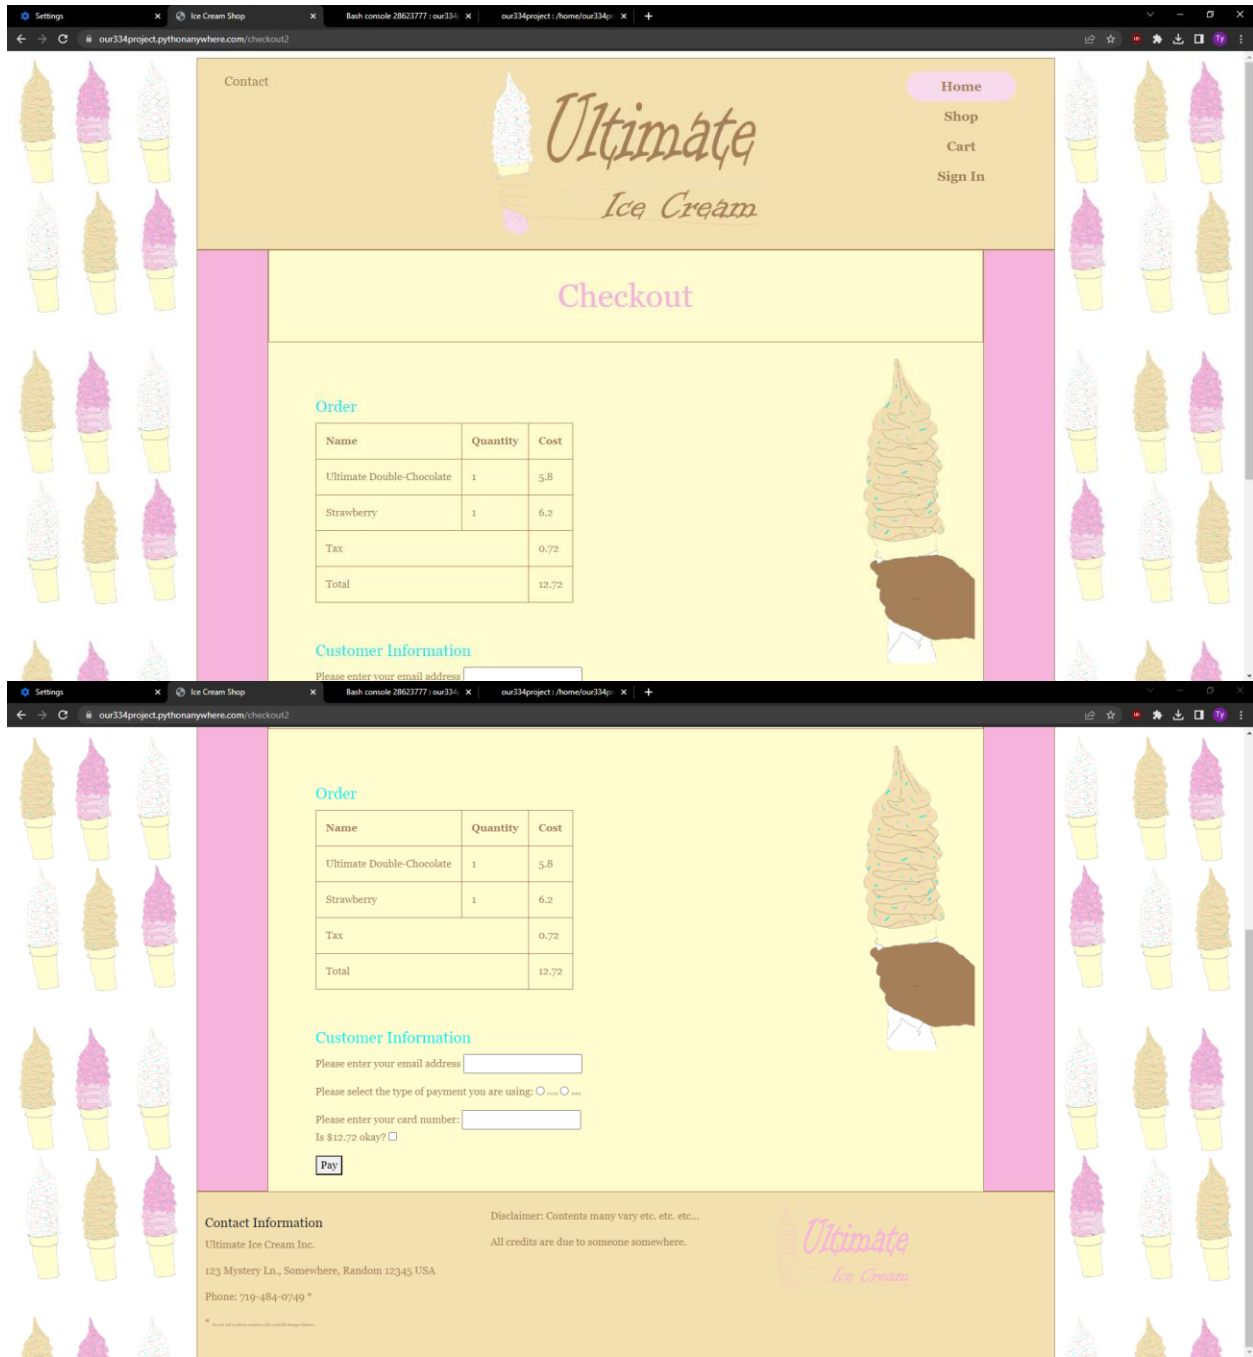 Settings
Ice Cream Shop
Bash console 28623777 : our334
our334project : /home/our334pr
our334project.pythonanywhere.com/checkout2
Contact
Ultimate
Ice Cream
Home
Shop
Cart
Sign In
Checkout
Order
Name Quantity Cost
Ultimate Double-Chocolate 1 5.8
Strawberry 1 6.2
Tax 0.72
Total 12.72
Customer Information
Please enter your email address
Settings
Ice Cream Shop
Bash console 28623777 : our334
our334project : /home/our334pr
our334project.pythonanywhere.com/checkout2
Order
Name Quantity Cost
Ultimate Double-Chocolate 1 5.8
Strawberry 1 6.2
Tax 0.72
Total 12.72
Customer Information
Please enter your email address
Please select the type of payment you are using:
Please enter your card number:
Is $12.72 okay?
Pay
Contact Information
Ultimate Ice Cream Inc.
123 Mystery Ln., Somewhere, Random 12345 USA
Phone: 719-484-0749 *
*
Disclaimer: Contents many vary etc. etc. etc...
All credits are due to someone somewhere.
Ultimate
Ice Cream